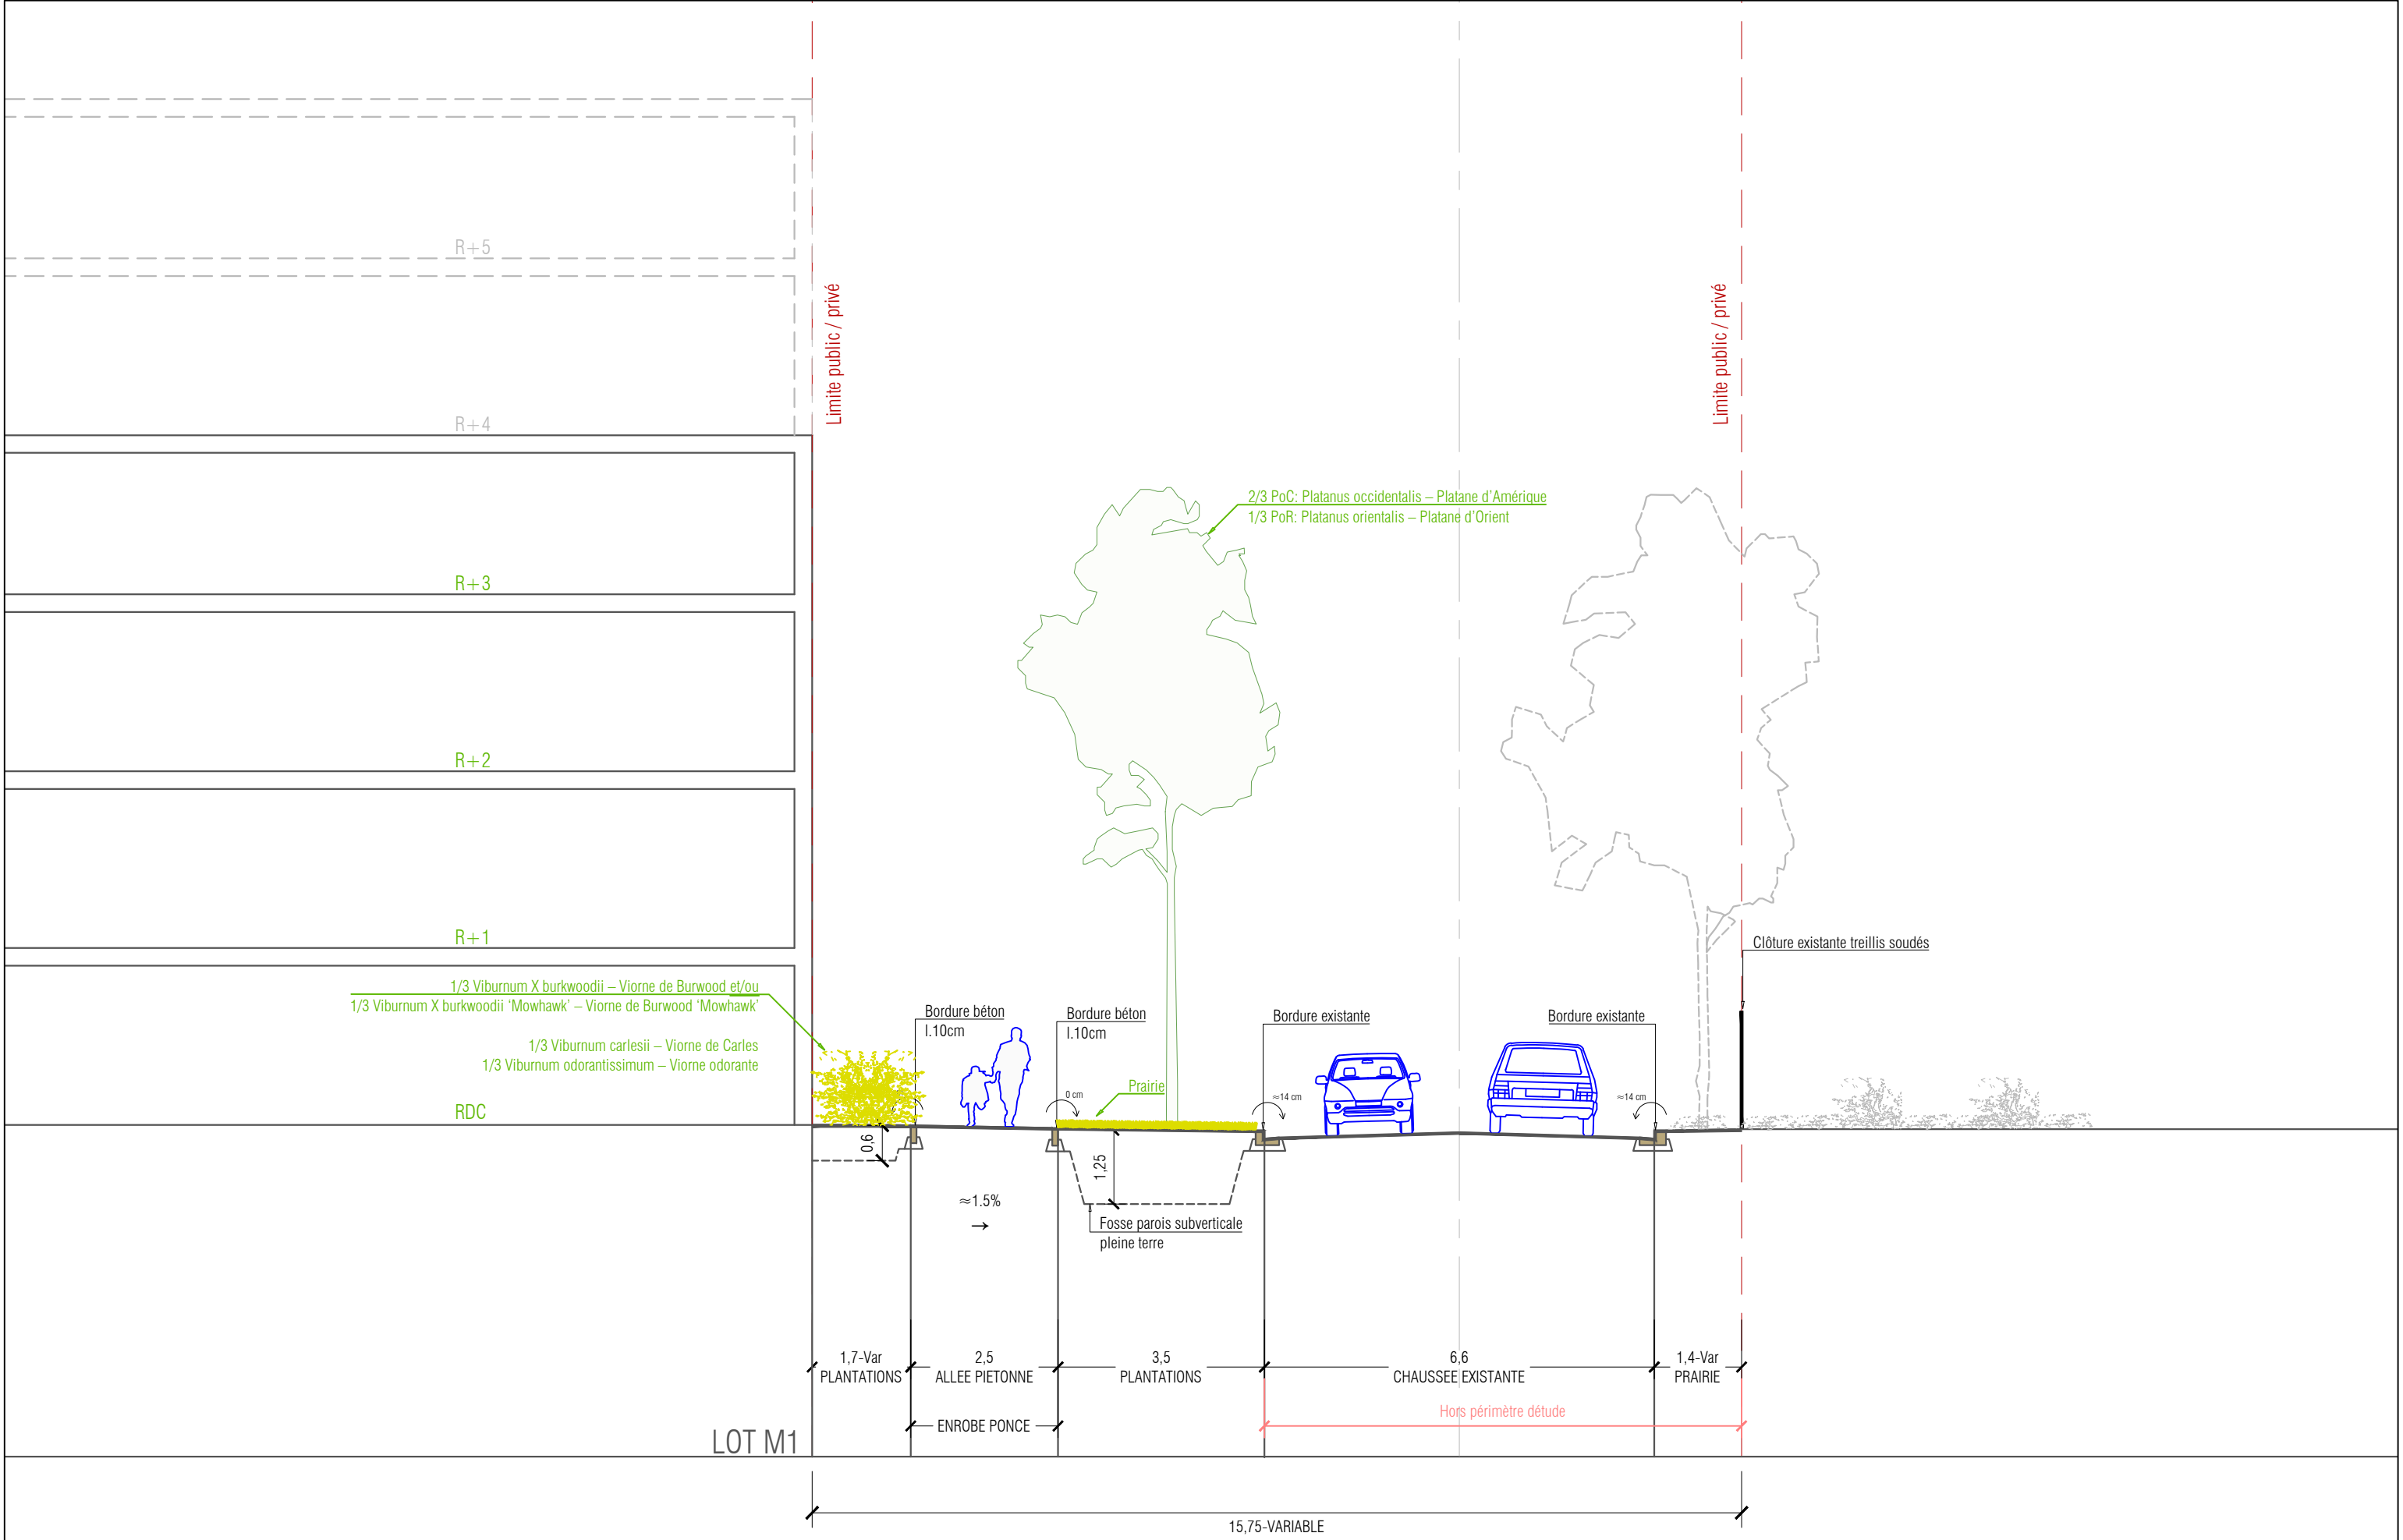 R+5
R+4
R+3
R+2
R+1
RDC
Limite public / privé
Limite public / privé
2/3 PoC: Platanus occidentalis – Platane d'Amérique
1/3 PoR: Platanus orientalis – Platane d'Orient
Clôture existante treillis soudés
1/3 Viburnum X burkwoodii – Viorne de Burwood et/ou
1/3 Viburnum X burkwoodii ‘Mowhawk’ – Viorne de Burwood ‘Mowhawk’
1/3 Viburnum carlesii – Viorne de Carles
1/3 Viburnum odorantissimum – Viorne odorante
Bordure béton
l.10cm
Bordure béton
l.10cm
Bordure existante
Bordure existante
Prairie
0 cm
≈14 cm
≈14 cm
0,6
1,25
≈1.5%
→
Fosse parois subverticale
pleine terre
1,7-Var
PLANTATIONS
2,5
ALLEE PIETONNE
3,5
PLANTATIONS
6,6
CHAUSSEE EXISTANTE
1,4-Var
PRAIRIE
ENROBE PONCE
Hors périmètre détude
LOT M1
15,75-VARIABLE